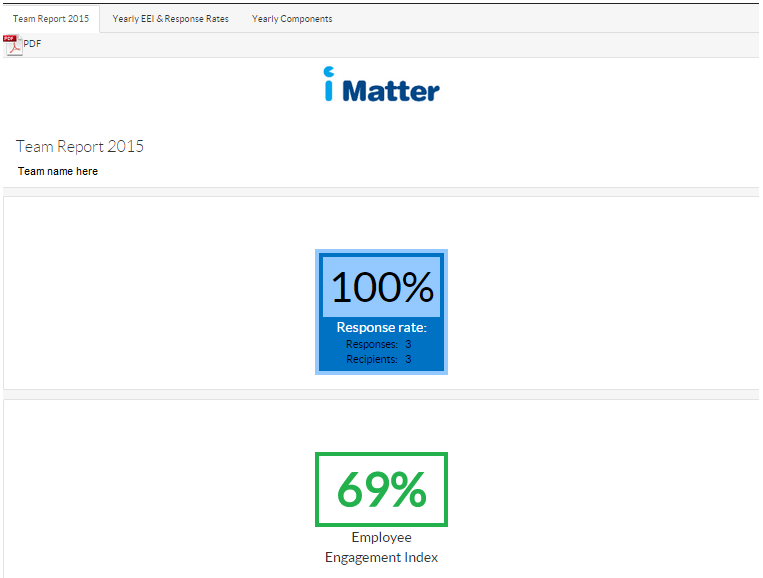 Team Report 2015 Yearly EEI & Response Rates Yearly Components
PDF PDF
i Matter
Team Report 2015
Team name here
100%
Response rate:
Responses: 3
Recipients: 3
69%
Employee
Engagement Index